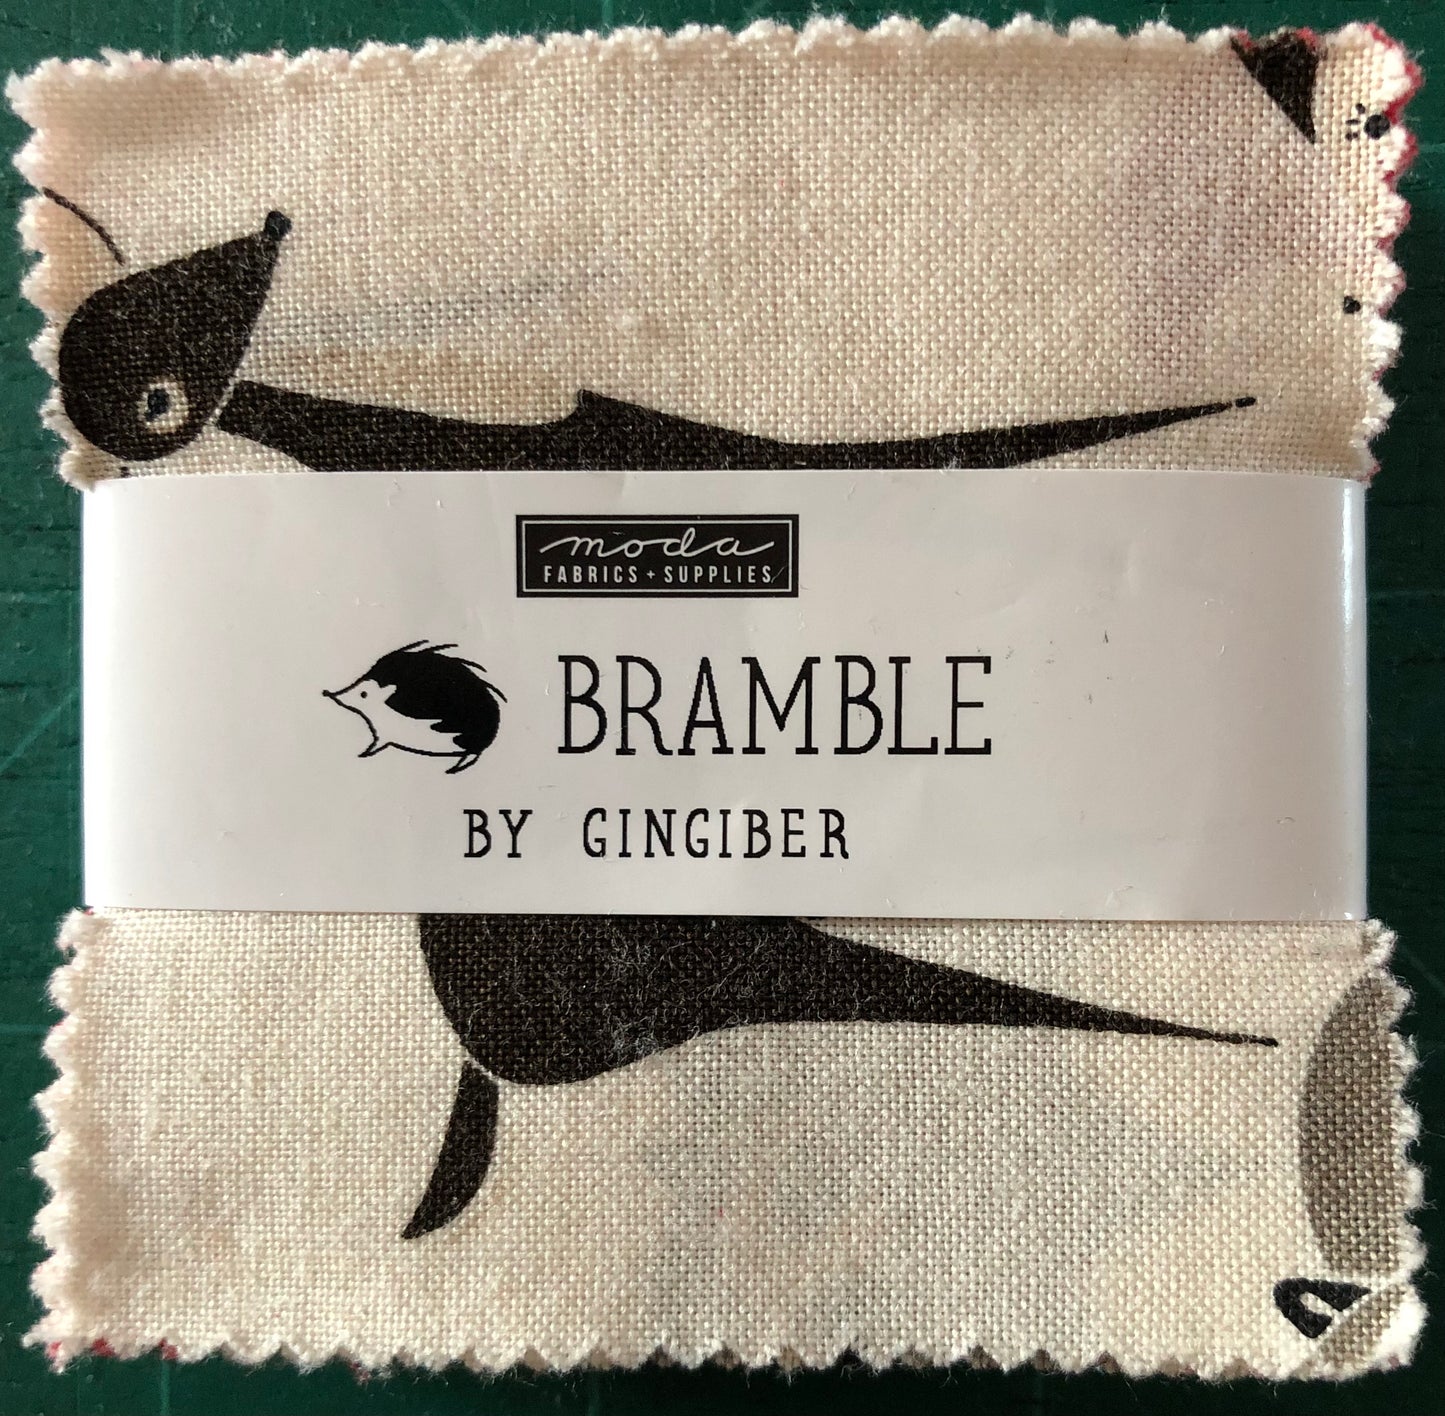 moda
FABRICS + SUPPLIES
BRAMBLE
BY GINGIBER